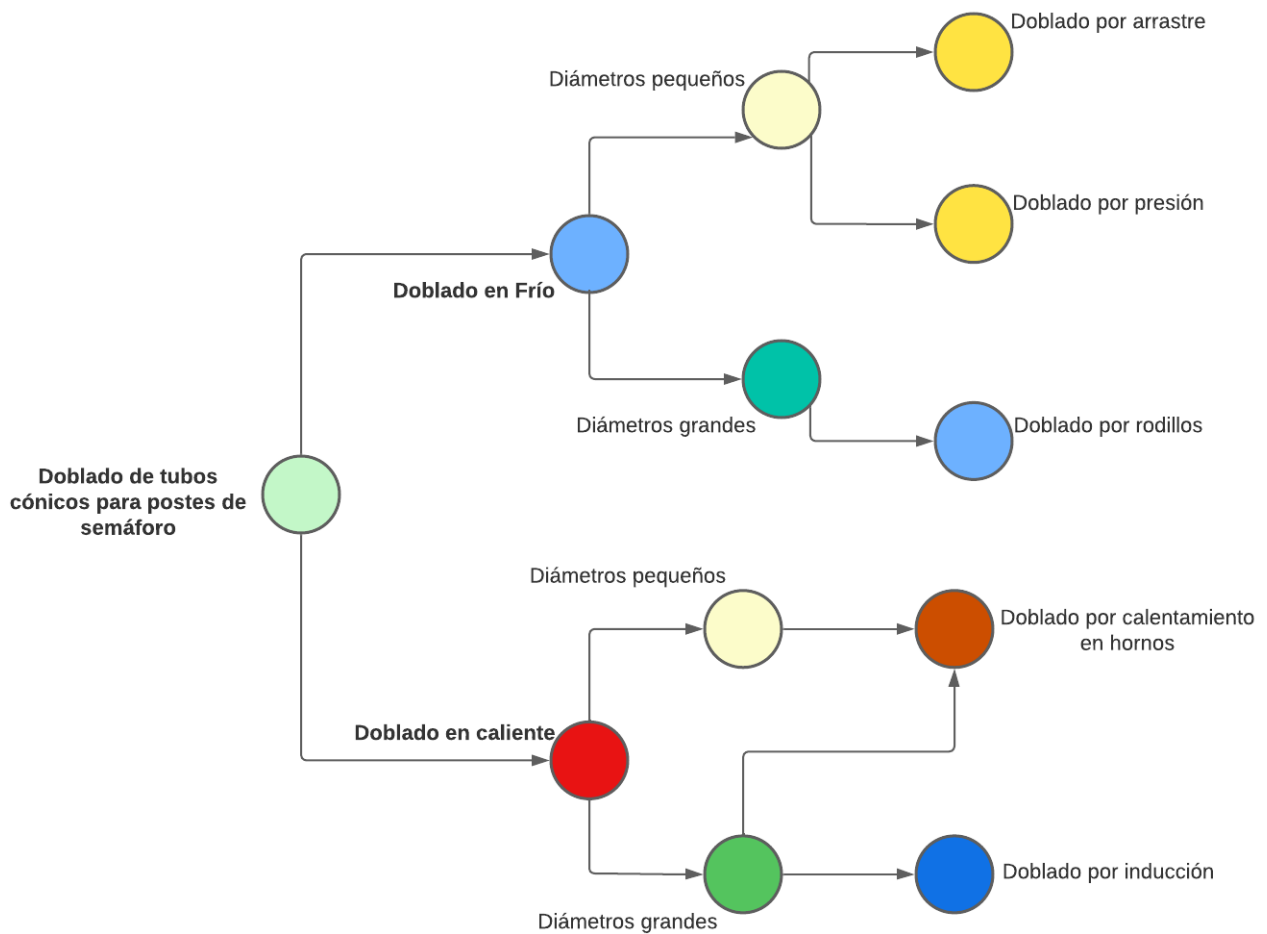 Doblado por arrastre
Diámetros pequeños
Doblado por presión
Doblado en Frío
Diámetros grandes
Doblado por rodillos
Doblado de tubos
cónicos para postes de
semáforo
Diámetros pequeños
Doblado por calentamiento
en hornos
Doblado en caliente
Doblado por inducción
Diámetros grandes